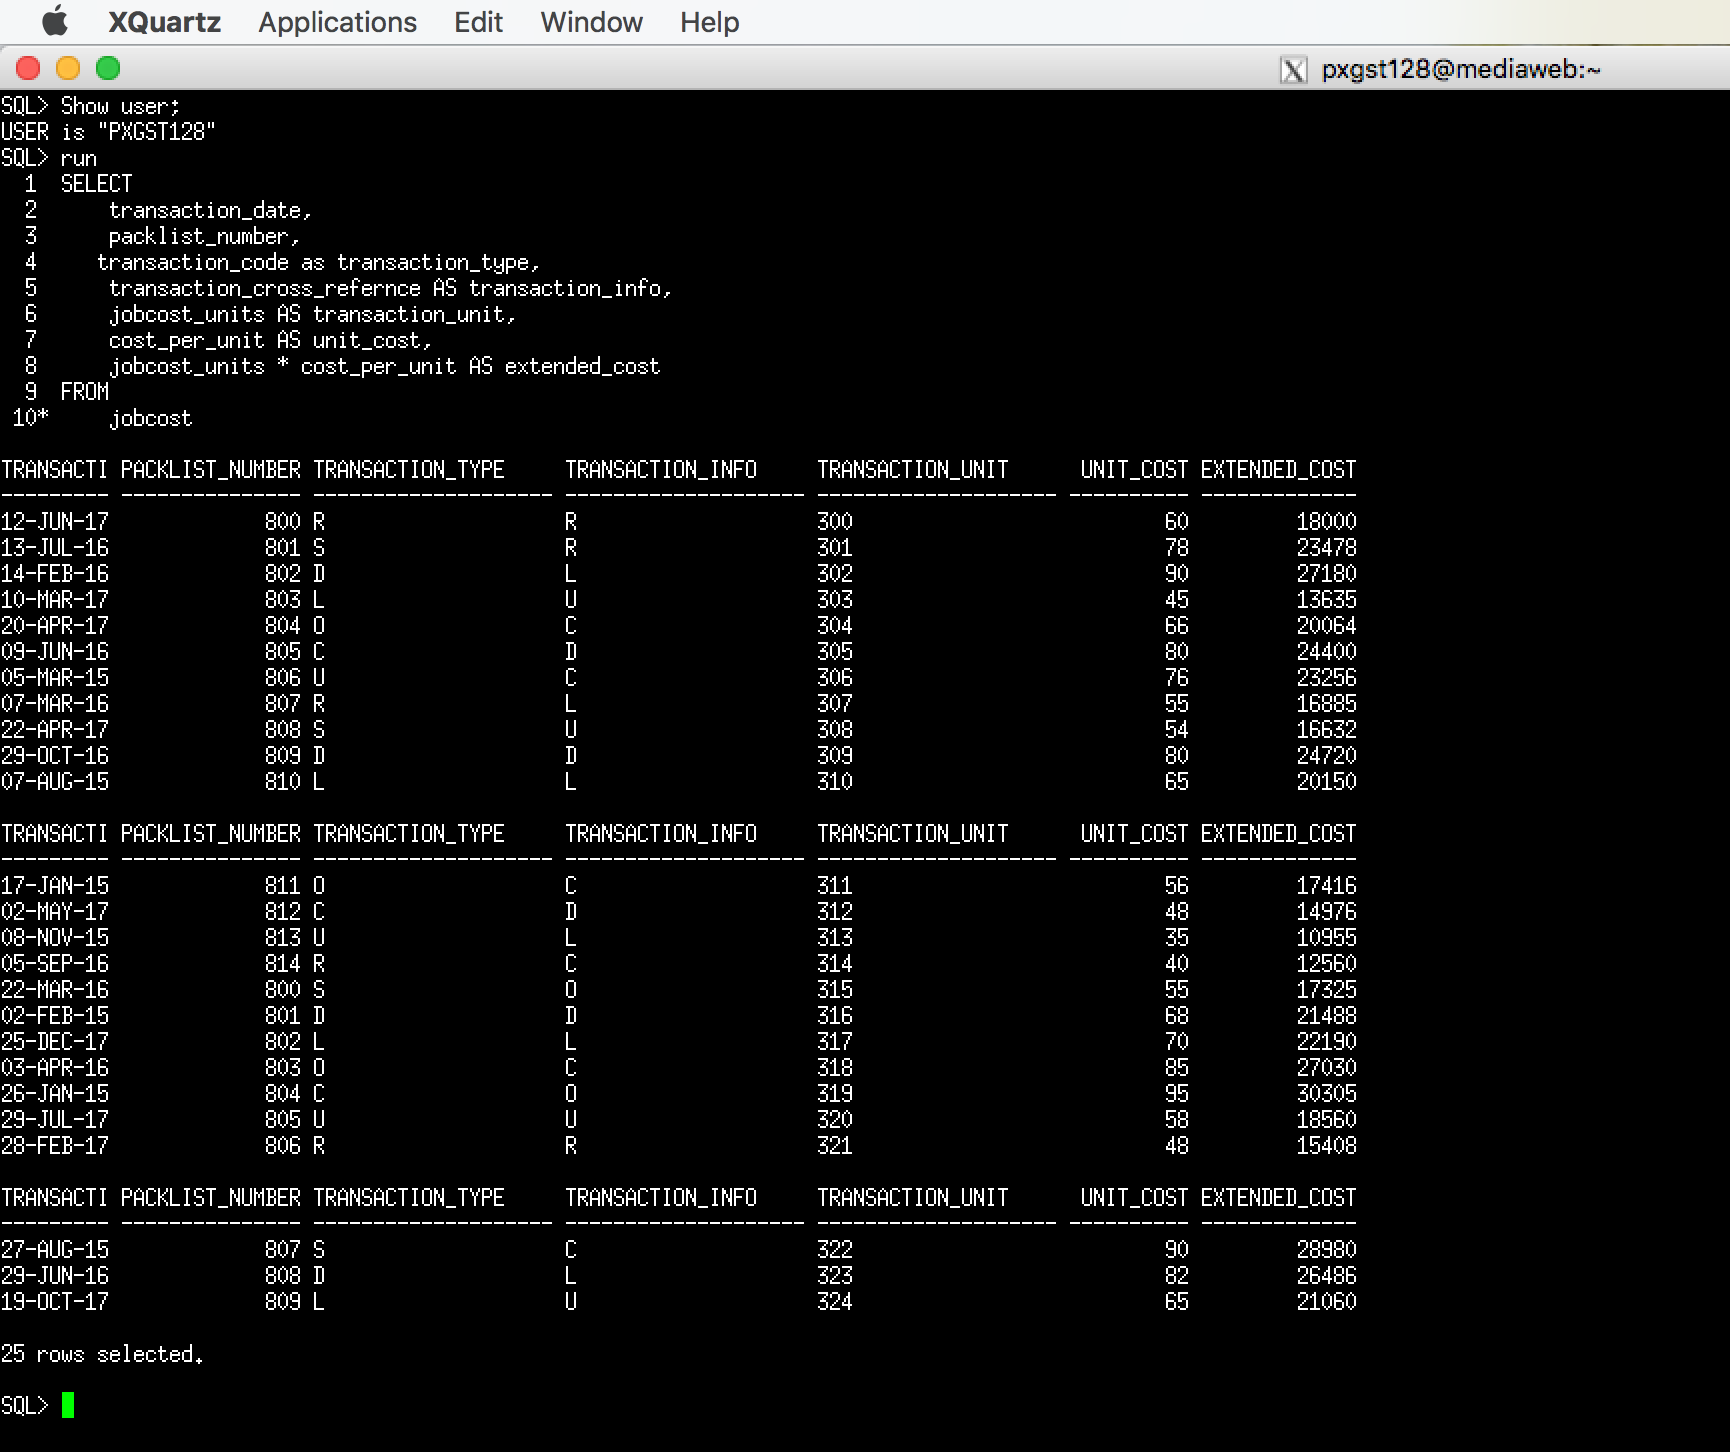 XQuartz Applications Edit Window Help
pxgst128@mediaweb:~
SQL> Show user;
USER is "PXGST128"
SQL> run
  1  SELECT
  2      transaction_date,
  3      packlist_number,
  4     transaction_code as transaction_type,
  5      transaction_cross_refernce AS transaction_info,
  6      jobcost_units AS transaction_unit,
  7      cost_per_unit AS unit_cost,
  8      jobcost_units * cost_per_unit AS extended_cost
  9  FROM
 10*     jobcost
TRANSACTI PACKLIST_NUMBER TRANSACTION_TYPE     TRANSACTION_INFO     TRANSACTION_UNIT      UNIT_COST EXTENDED_COST
--------- --------------- -------------------- -------------------- -------------------- ---------- -------------
12-JUN-17             800 R                    R                    300                          60         18000
13-JUL-16             801 S                    R                    301                          78         23478
14-FEB-16             802 D                    L                    302                          90         27180
10-MAR-17             803 L                    U                    303                          45         13635
20-APR-17             804 O                    C                    304                          66         20064
09-JUN-16             805 C                    D                    305                          80         24400
05-MAR-15             806 U                    C                    306                          76         23256
07-MAR-16             807 R                    L                    307                          55         16885
22-APR-17             808 S                    U                    308                          54         16632
29-OCT-16             809 D                    D                    309                          80         24720
07-AUG-15             810 L                    L                    310                          65         20150
TRANSACTI PACKLIST_NUMBER TRANSACTION_TYPE     TRANSACTION_INFO     TRANSACTION_UNIT      UNIT_COST EXTENDED_COST
--------- --------------- -------------------- -------------------- -------------------- ---------- -------------
17-JAN-15             811 O                    C                    311                          56         17416
02-MAY-17             812 C                    D                    312                          48         14976
08-NOV-15             813 U                    L                    313                          35         10955
05-SEP-16             814 R                    C                    314                          40         12560
22-MAR-16             800 S                    O                    315                          55         17325
02-FEB-15             801 D                    D                    316                          68         21488
25-DEC-17             802 L                    L                    317                          70         22190
03-APR-16             803 O                    C                    318                          85         27030
26-JAN-15             804 C                    O                    319                          95         30305
29-JUL-17             805 U                    U                    320                          58         18560
28-FEB-17             806 R                    R                    321                          48         15408
TRANSACTI PACKLIST_NUMBER TRANSACTION_TYPE     TRANSACTION_INFO     TRANSACTION_UNIT      UNIT_COST EXTENDED_COST
--------- --------------- -------------------- -------------------- -------------------- ---------- -------------
27-AUG-15             807 S                    C                    322                          90         28980
29-JUN-16             808 D                    L                    323                          82         26486
19-OCT-17             809 L                    U                    324                          65         21060
25 rows selected.
SQL>